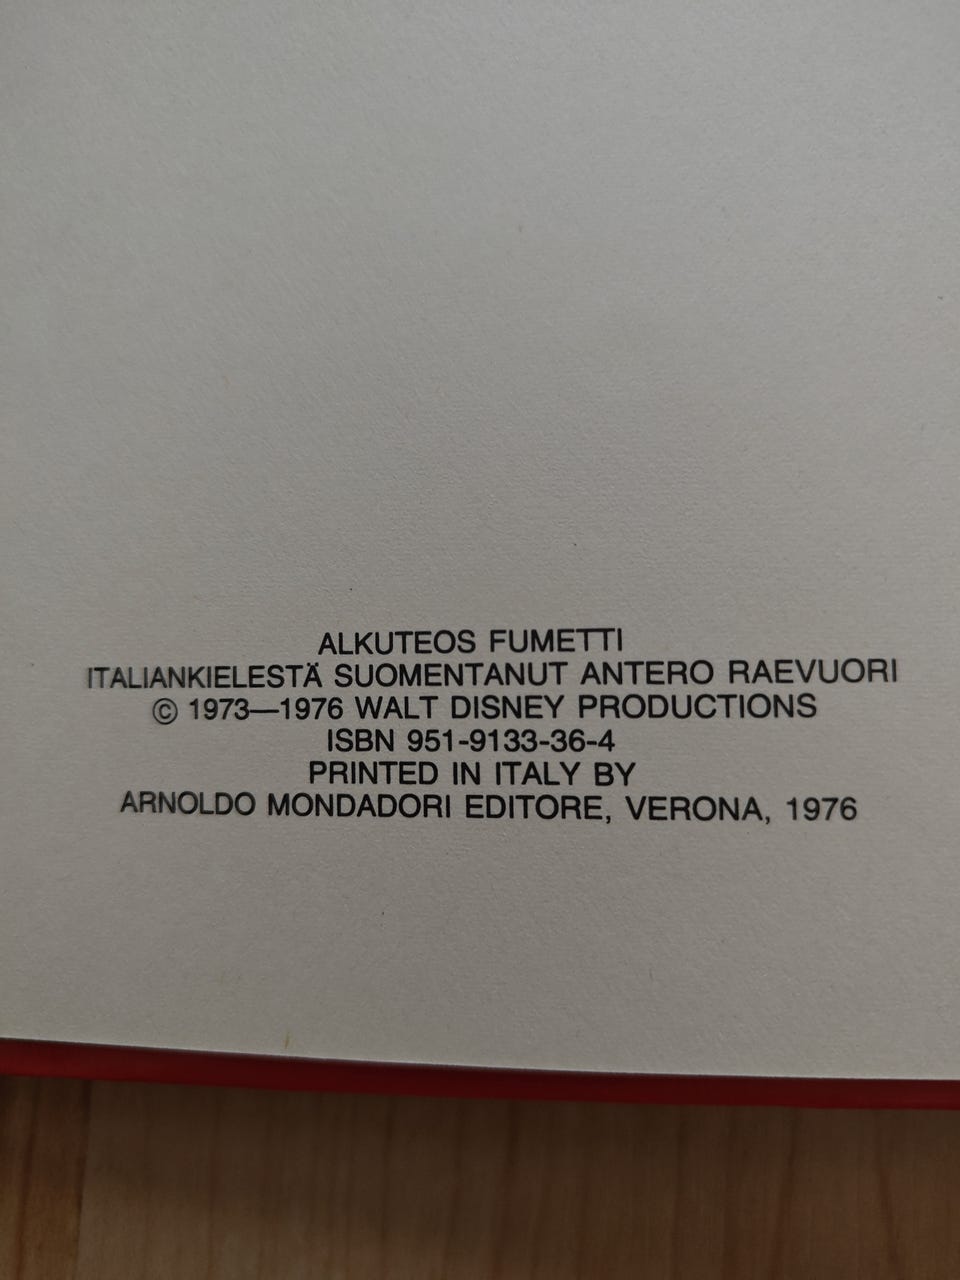 ALKUTEOS FUMETTI
ITALIANKIELESTÄ SUOMENTANUT ANTERO RAEVUORI
© 1973—1976 WALT DISNEY PRODUCTIONS
ISBN 951-9133-36-4
PRINTED IN ITALY BY
ARNOLDO MONDADORI EDITORE, VERONA, 1976